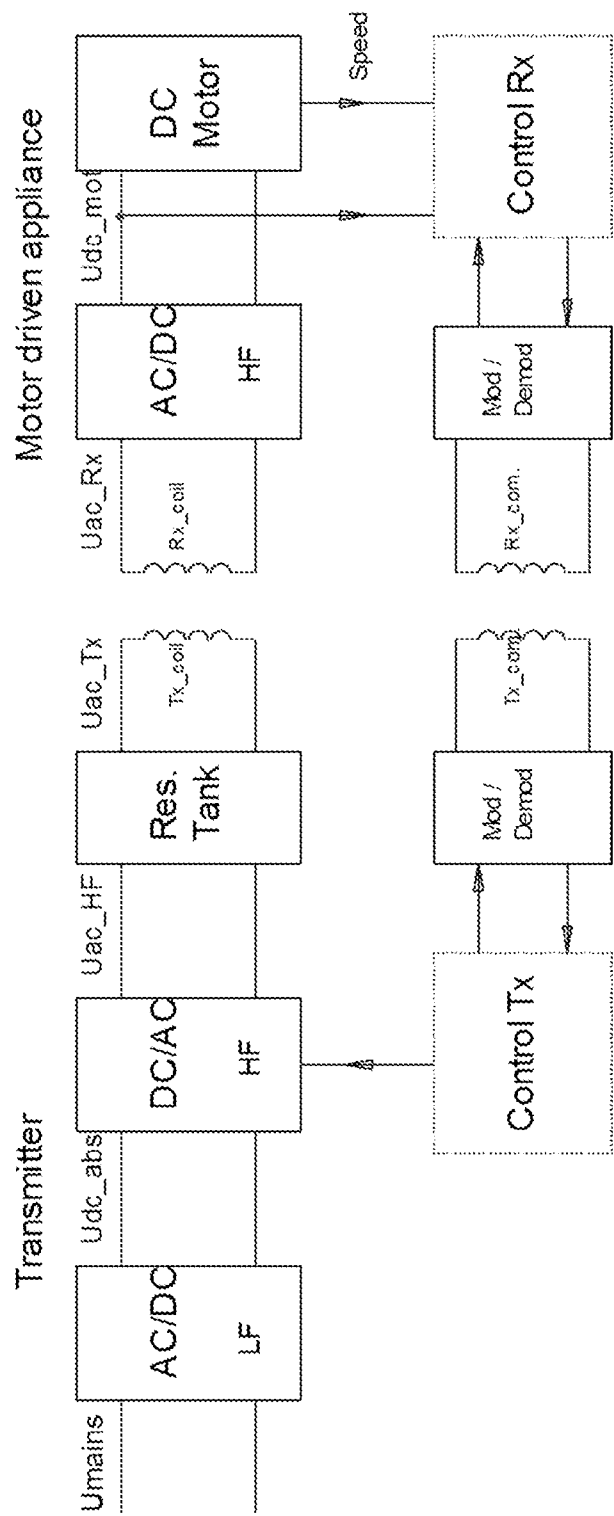 Transmitter
Motor driven appliance
Umains
AC/DC
LF
Udc_abs
DC/AC
HF
Uac_HF
Res.
Tank
Uac_Tx
Tx_coil
Uac_Rx
Rx_coil
AC/DC
HF
Udc_mot
DC
Motor
Speed
Control Tx
Mod /
Demod
Tx_com.
Rx_com.
Mod /
Demod
Control Rx